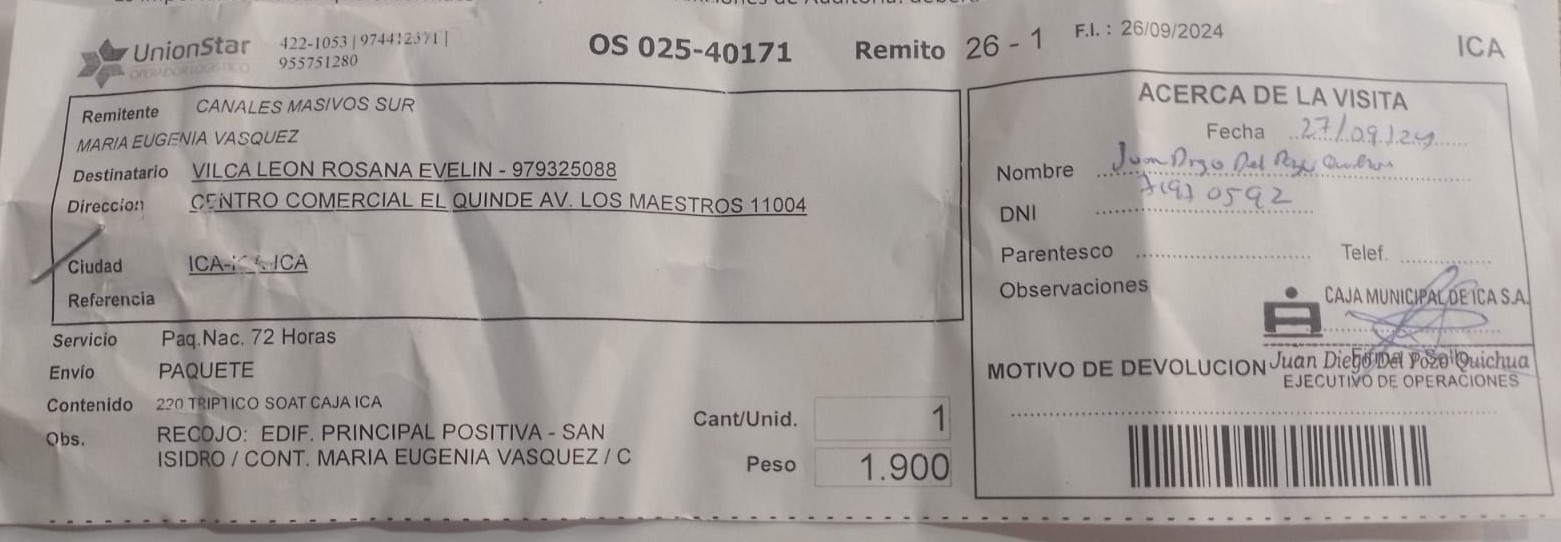 UnionStar
OPERADOR LOGISTICO
422-1053 | 974412371 |
955751280
OS 025-40171
Remito 26 - 1
F.I. : 26/09/2024
ICA
Remitente CANALES MASIVOS SUR
MARIA EUGENIA VASQUEZ
Destinatario VILCA LEON ROSANA EVELIN - 979325088
Direccion CENTRO COMERCIAL EL QUINDE AV. LOS MAESTROS 11004
Ciudad ICA- ICA
Referencia
Servicio Paq.Nac. 72 Horas
Envío PAQUETE
Contenido 220 TRIPTICO SOAT CAJA ICA
Obs. RECOJO: EDIF. PRINCIPAL POSITIVA - SAN
ISIDRO / CONT. MARIA EUGENIA VASQUEZ / C
Cant/Unid. 1
Peso 1.900
ACERCA DE LA VISITA
Fecha 27/09/24
Nombre Juan Del
DNI
Parentesco
Telef.
Observaciones
CAJA MUNICIPAL DE ICA S.A.
MOTIVO DE DEVOLUCION
Juan Diego Del Pozo Quichua
EJECUTIVO DE OPERACIONES